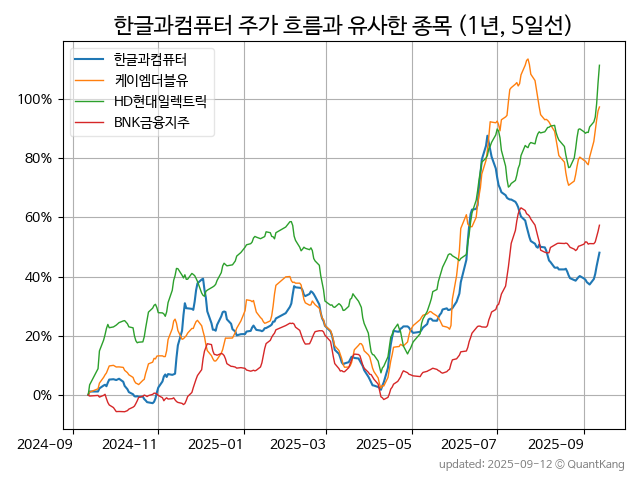 한글과컴퓨터 주가 흐름과 유사한 종목 (1년, 5일선)
한글과컴퓨터
케이엠더블유
HD현대일렉트릭
BNK금융지주
100%
80%
60%
40%
20%
0%
2024-09 2024-11 2025-01 2025-03 2025-05 2025-07 2025-09
updated: 2025-09-12 © QuantKang